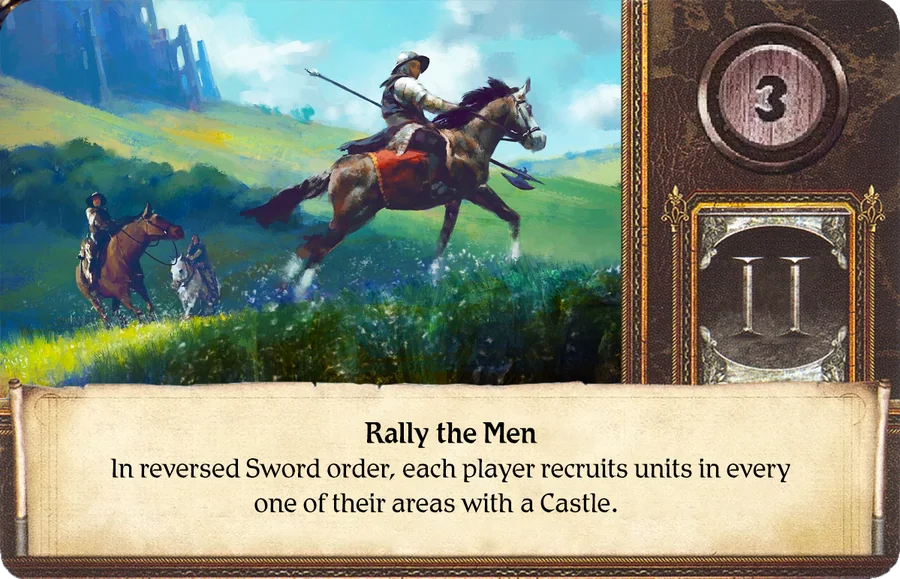 3
II
Rally the Men
In reversed Sword order, each player recruits units in every
one of their areas with a Castle.